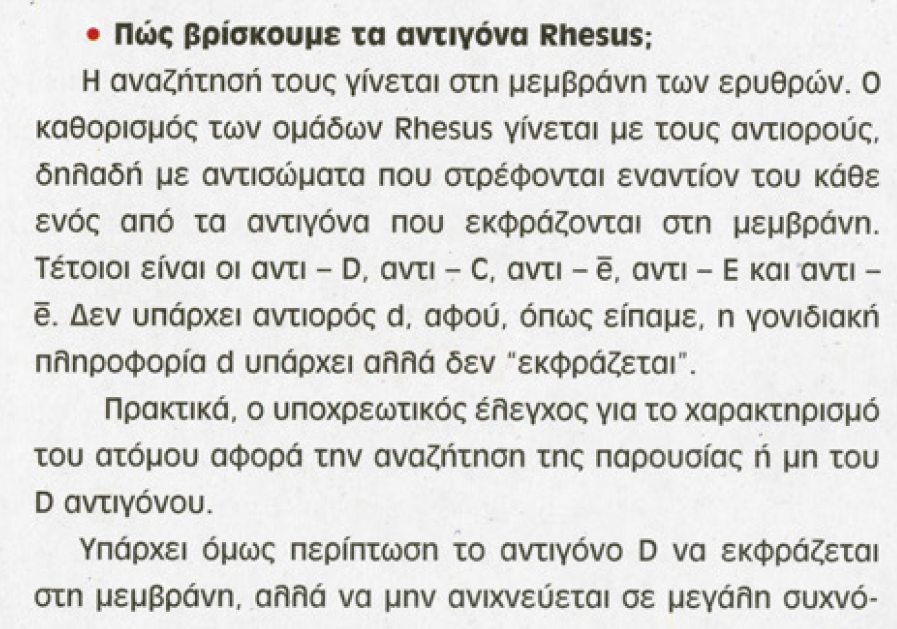 • Πώς βρίσκουμε τα αντιγόνα Rhesus;
Η αναζήτησή τους γίνεται στη μεμβράνη των ερυθρών. Ο
καθορισμός των ομάδων Rhesus γίνεται με τους αντιορούς,
δηλαδή με αντισώματα που στρέφονται εναντίον του κάθε
ενός από τα αντιγόνα που εκφράζονται στη μεμβράνη.
Τέτοιοι είναι οι αντι – D, αντι – C, αντι – e̅, αντι – E και αντι –
e̅. Δεν υπάρχει αντιορός d, αφού, όπως είπαμε, η γονιδιακή
πληροφορία d υπάρχει αλλά δεν "εκφράζεται".
Πρακτικά, ο υποχρεωτικός έλεγχος για το χαρακτηρισμό
του ατόμου αφορά την αναζήτηση της παρουσίας ή μη του
D αντιγόνου.
Υπάρχει όμως περίπτωση το αντιγόνο D να εκφράζεται
στη μεμβράνη, αλλά να μην ανιχνεύεται σε μεγάλη συχνό-